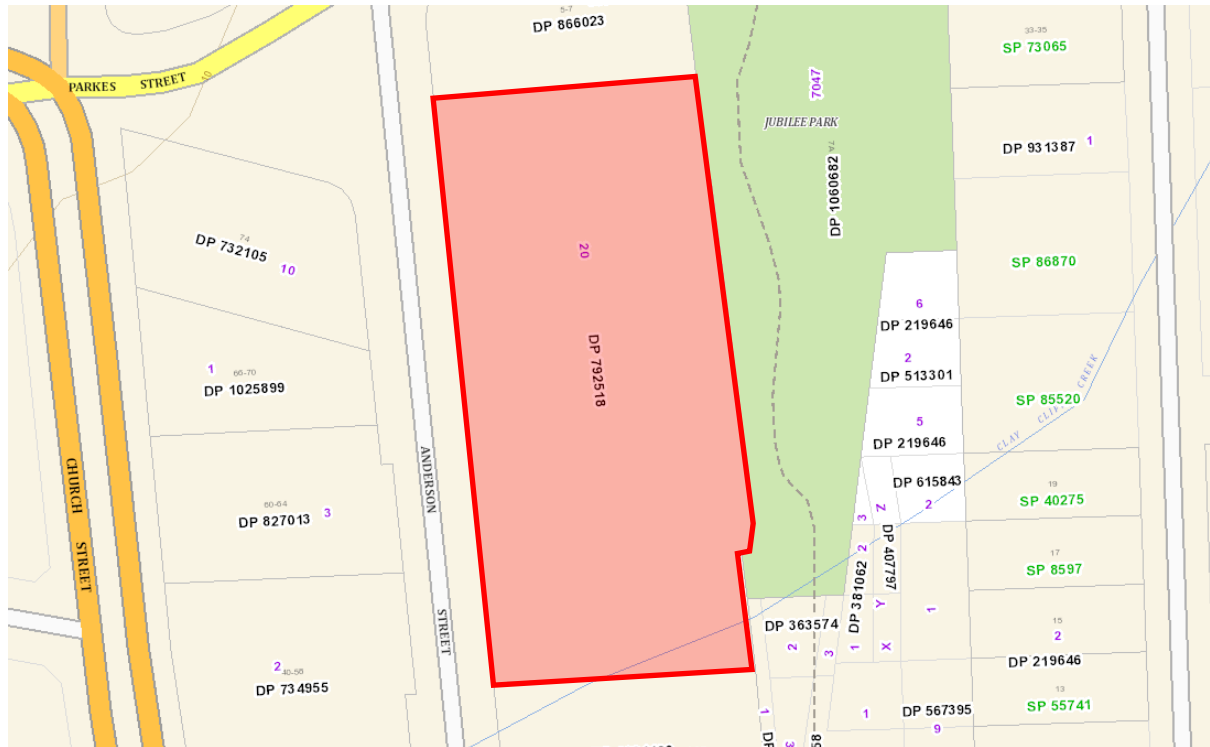 5-7
DP 866023
33-35
SP 73065
PARKES STREET
10
7047
JUBILEE PARK
7A
DP 1060682
DP 931387 1
74
DP 732105
10
20
SP 86870
6
DP 219646
DP 792518
2
DP 513301
1
66-70
DP 1025899
CLAY CLIFF CREEK
SP 85520
5
DP 219646
ANDERSON
STREET
CHURCH
STREET
60-64
DP 827013 3
DP 615843
2
19
SP 40275
3
Z
2
DP 407797
17
SP 8597
DP 381062
Y
1
DP 363574
2
3
1
X
15
2
DP 219646
2
40-58
DP 734955
13
SP 55741
1
1
DP 567395
9
3
58